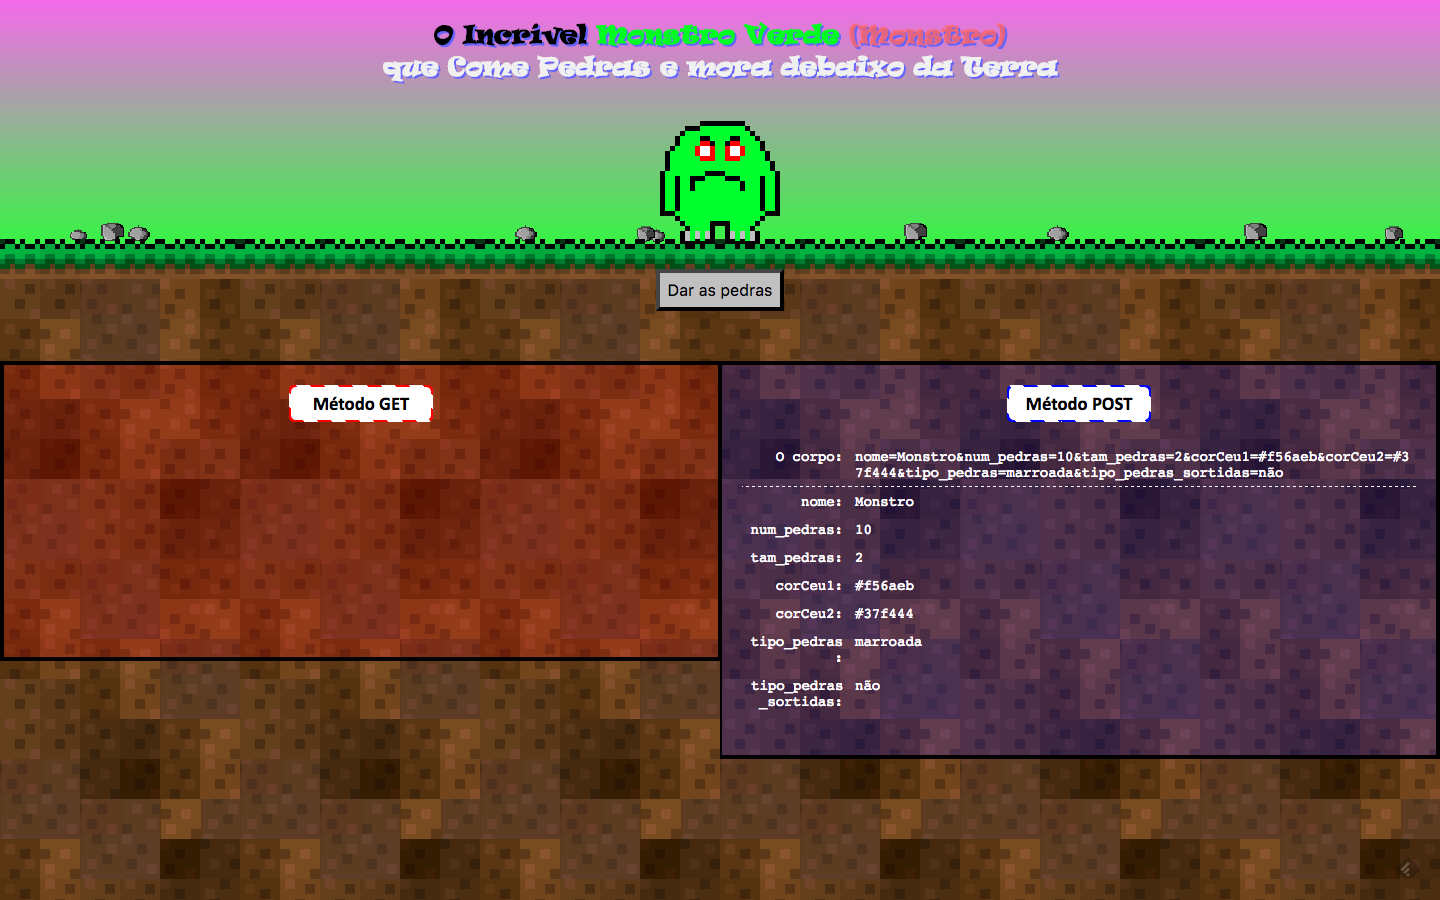 O Incrivel Monstro Verde (Monstro)
que Come Pedras e mora debaixo da Terra
Dar as pedras
Método GET
Método POST
O corpo: nome=Monstro&num_pedras=10&tam_pedras=2&corCeu1=#f56aeb&corCeu2=#3
7f444&tipo_pedras=marroada&tipo_pedras_sortidas=não
nome: Monstro
num_pedras: 10
tam_pedras: 2
corCeu1: #f56aeb
corCeu2: #37f444
tipo_pedras marroada
:
tipo_pedras não
_sortidas: